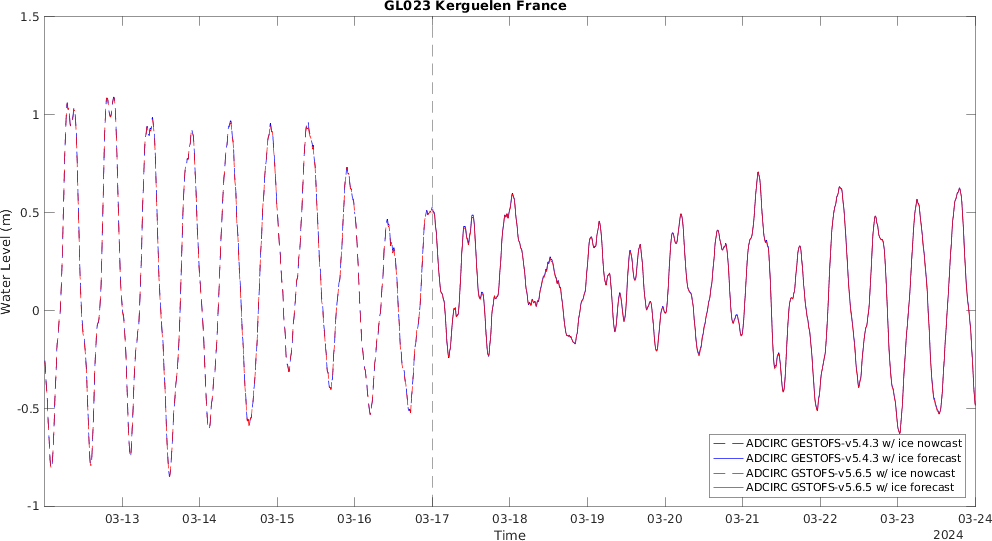 GL023 Kerguelen France
1.5
1
0.5
0
-0.5
-1
Water Level (m)
ADCIRC GESTOFS-v5.4.3 w/ ice nowcast
ADCIRC GESTOFS-v5.4.3 w/ ice forecast
ADCIRC GSTOFS-v5.6.5 w/ ice nowcast
ADCIRC GSTOFS-v5.6.5 w/ ice forecast
03-13 03-14 03-15 03-16 03-17 03-18 03-19 03-20 03-21 03-22 03-23 03-24
Time
2024